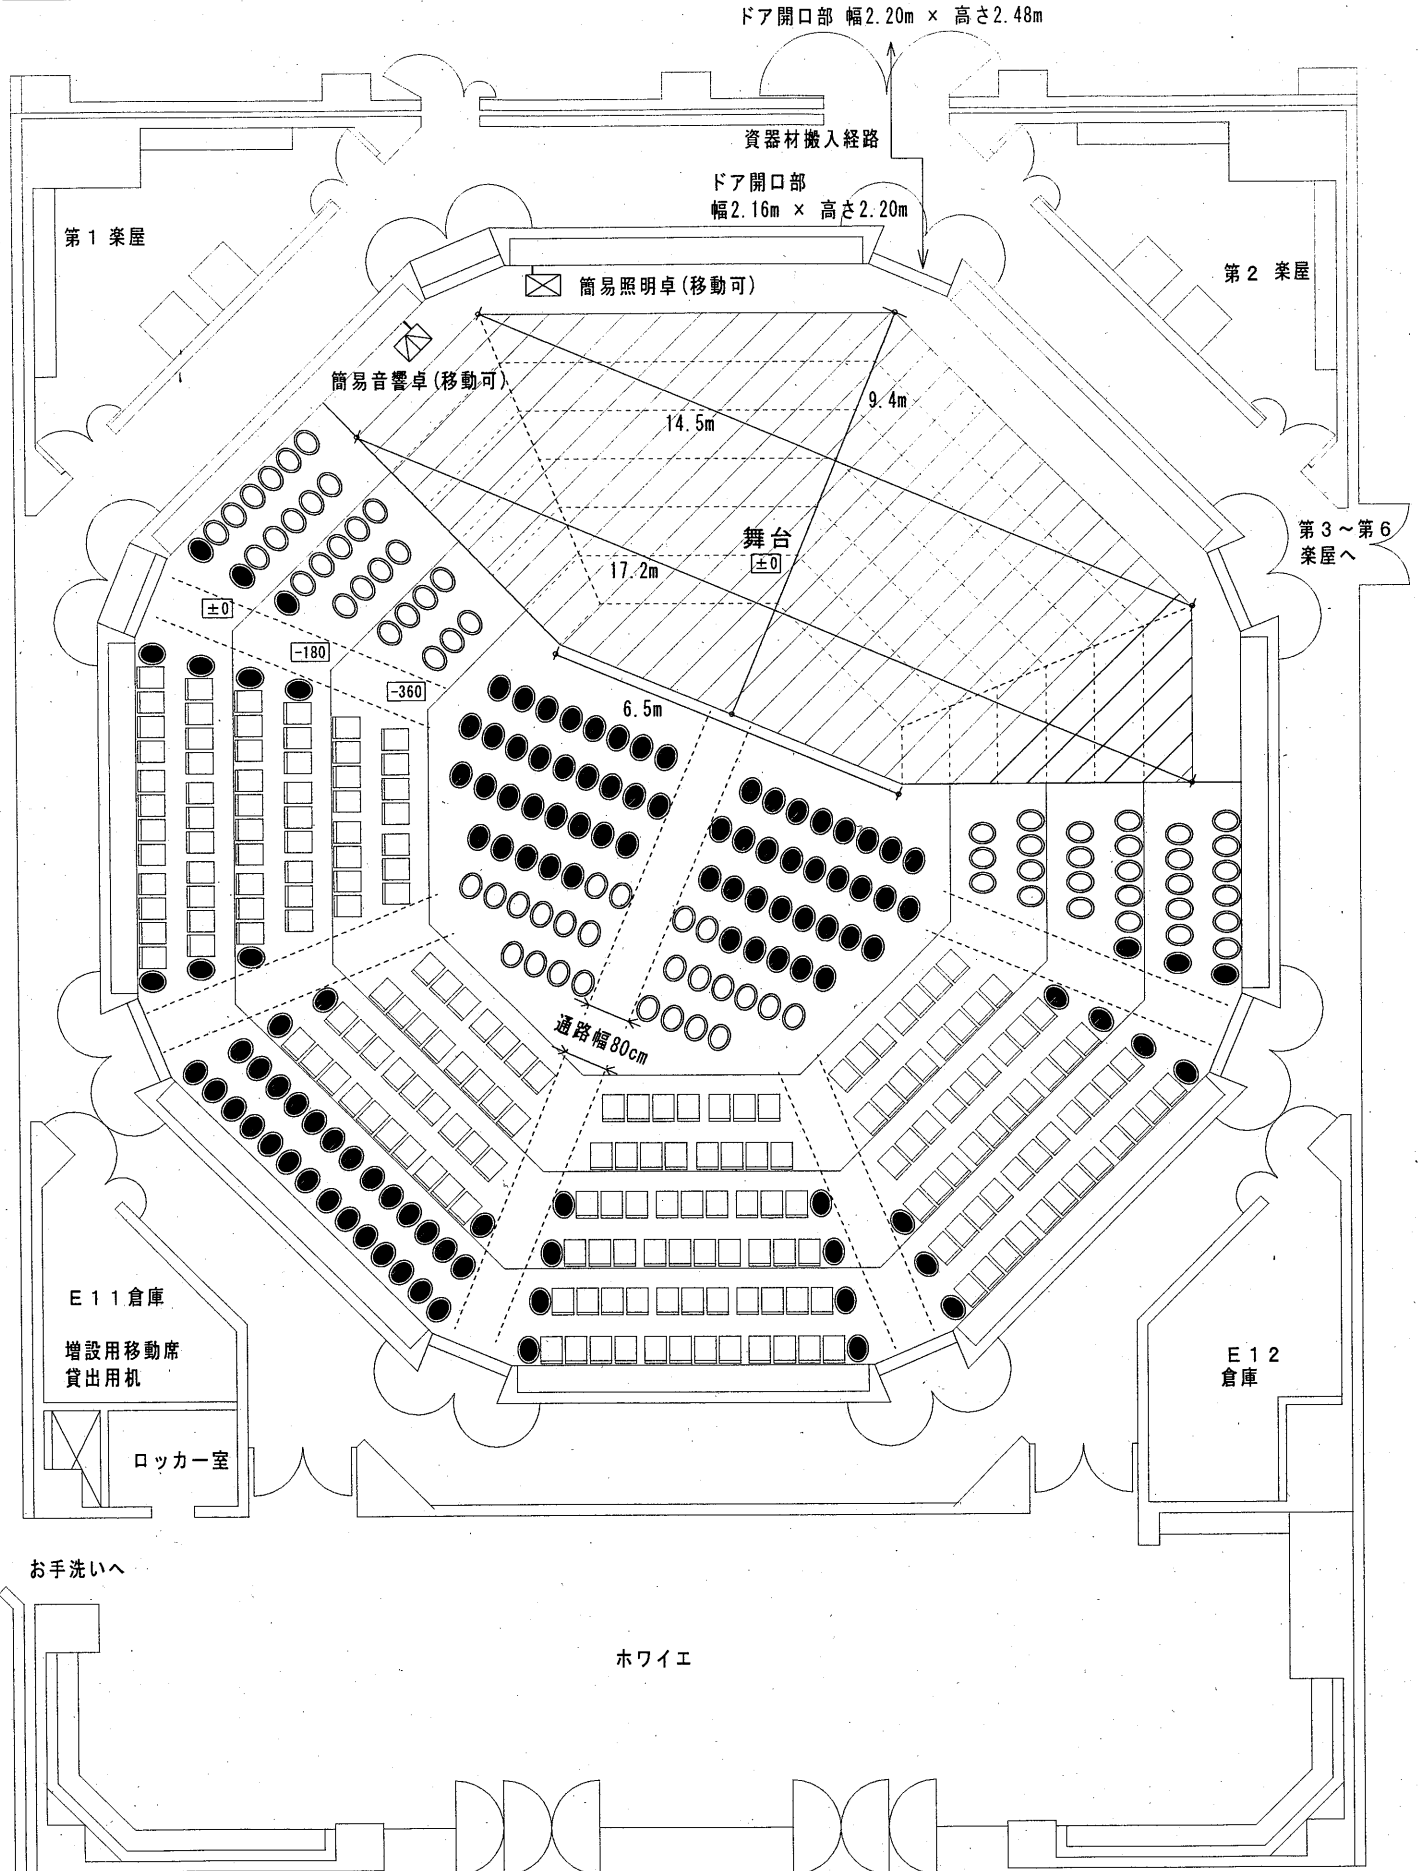 ドア開口部 幅2.20m × 高さ2.48m
資器材搬入経路
ドア開口部
幅2.16m × 高さ2.20m
第1 楽屋
第2 楽屋
簡易照明卓(移動可)
簡易音響卓(移動可)
9.4m
14.5m
舞台
±0
17.2m
第3～第6
楽屋へ
±0
-180
-360
6.5m
通路幅80cm
E11倉庫
増設用移動席
貸出用机
E12
倉庫
ロッカー室
お手洗いへ
ホワイエ